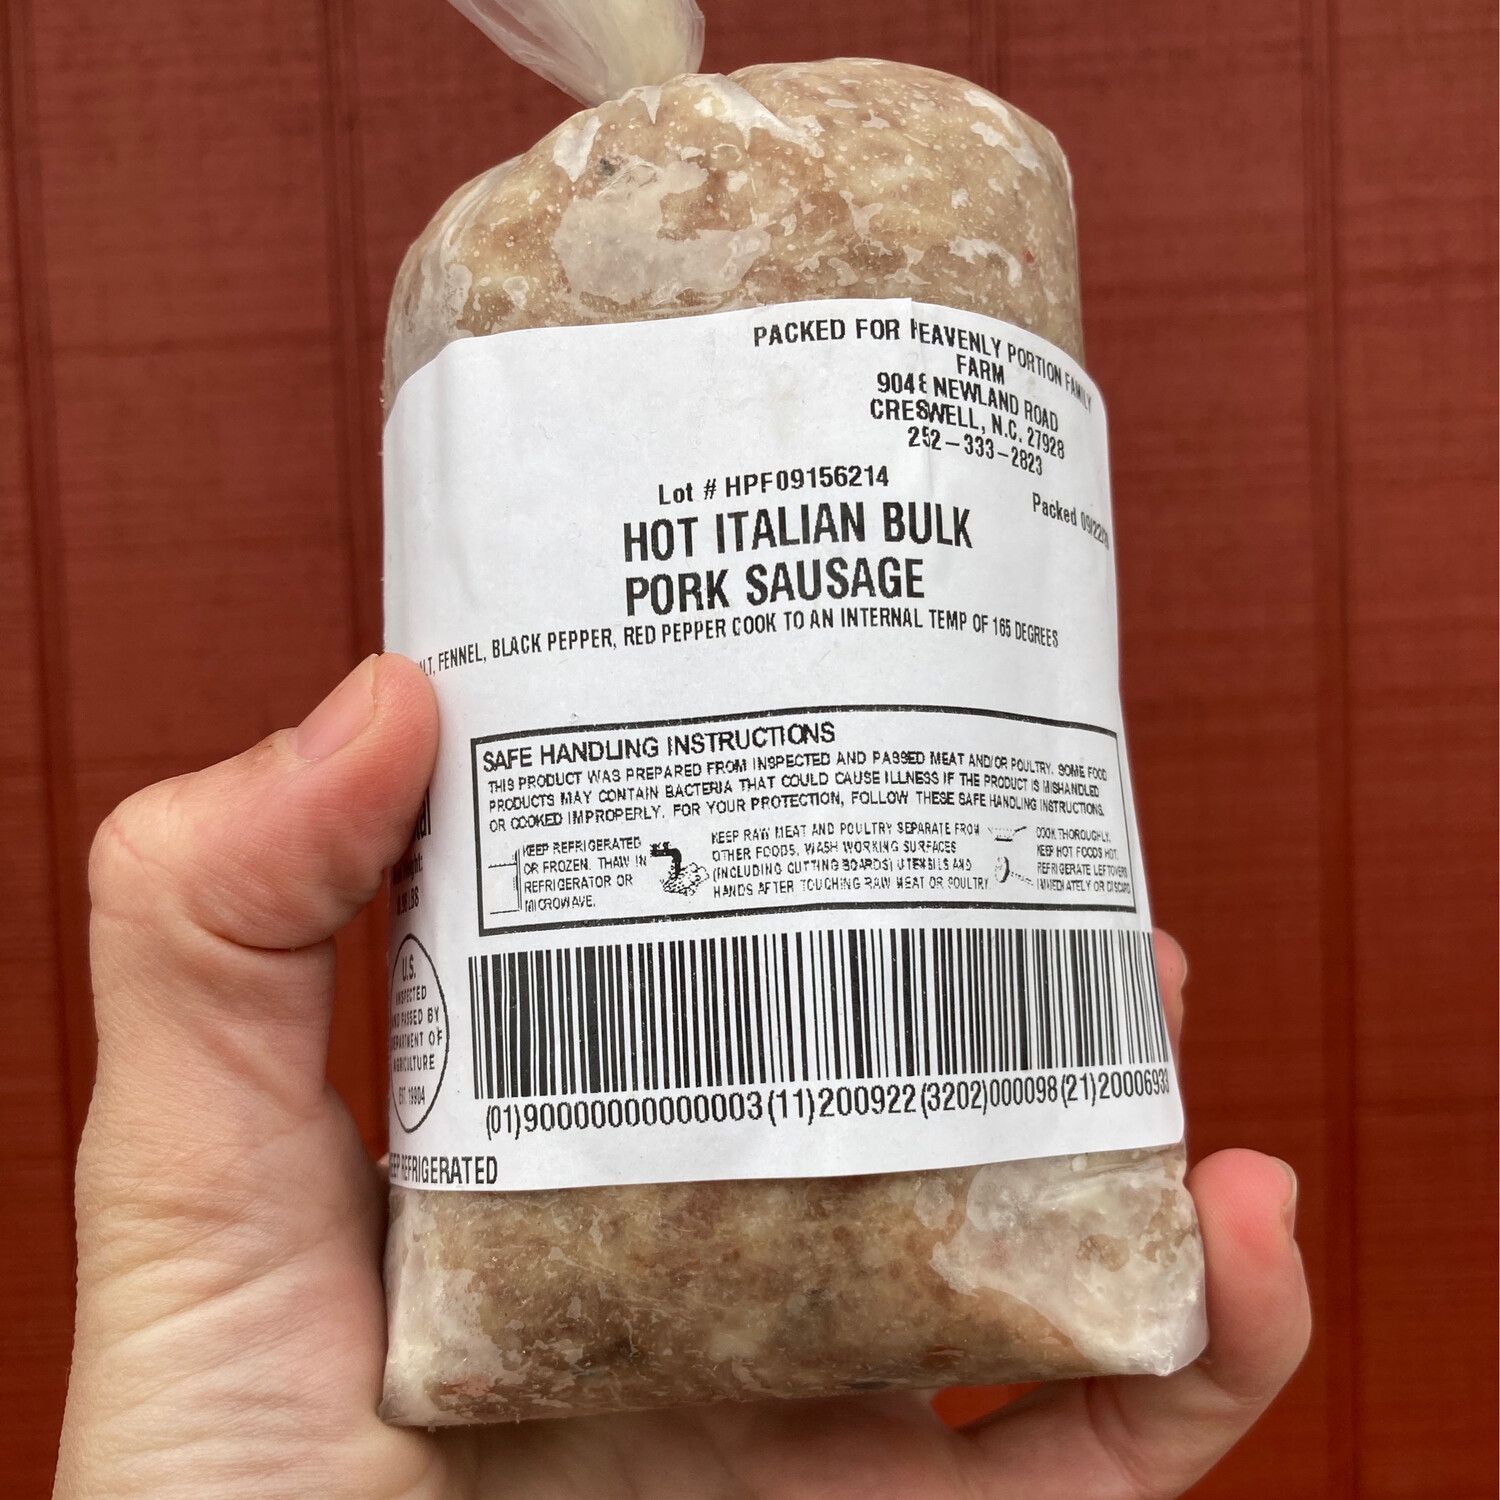 PACKED FOR HEAVENLY PORTION FAMILY
FARM
9048 NEWLAND ROAD
CRESWELL, N.C. 27928
252-333-2823
Lot # HPF09156214
Packed 09/22/
HOT ITALIAN BULK
PORK SAUSAGE
ALT, FENNEL, BLACK PEPPER, RED PEPPER COOK TO AN INTERNAL TEMP OF 165 DEGREES
SAFE HANDLING INSTRUCTIONS
THIS PRODUCT WAS PREPARED FROM INSPECTED AND PASSED MEAT AND/OR POULTRY. SOME FOOD
PRODUCTS MAY CONTAIN BACTERIA THAT COULD CAUSE ILLNESS IF THE PRODUCT IS MISHANDLED
OR COOKED IMPROPERLY. FOR YOUR PROTECTION, FOLLOW THESE SAFE HANDLING INSTRUCTIONS.
KEEP REFRIGERATED
OR FROZEN. THAW IN
REFRIGERATOR OR
MICROWAVE.
KEEP RAW MEAT AND POULTRY SEPARATE FROM
OTHER FOODS. WASH WORKING SURFACES
(INCLUDING CUTTING BOARDS) UTENSILS AND
HANDS AFTER TOUCHING RAW MEAT OR POULTRY.
COOK THOROUGHLY.
KEEP HOT FOODS HOT.
REFRIGERATE LEFTOVERS
IMMEDIATELY OR DISCARD
LBS
U.S.
INSPECTED
AND PASSED BY
DEPARTMENT OF
AGRICULTURE
EST. 19904
(01)90000000000003(11)200922(3202)000098(21)20006933
EEP REFRIGERATED